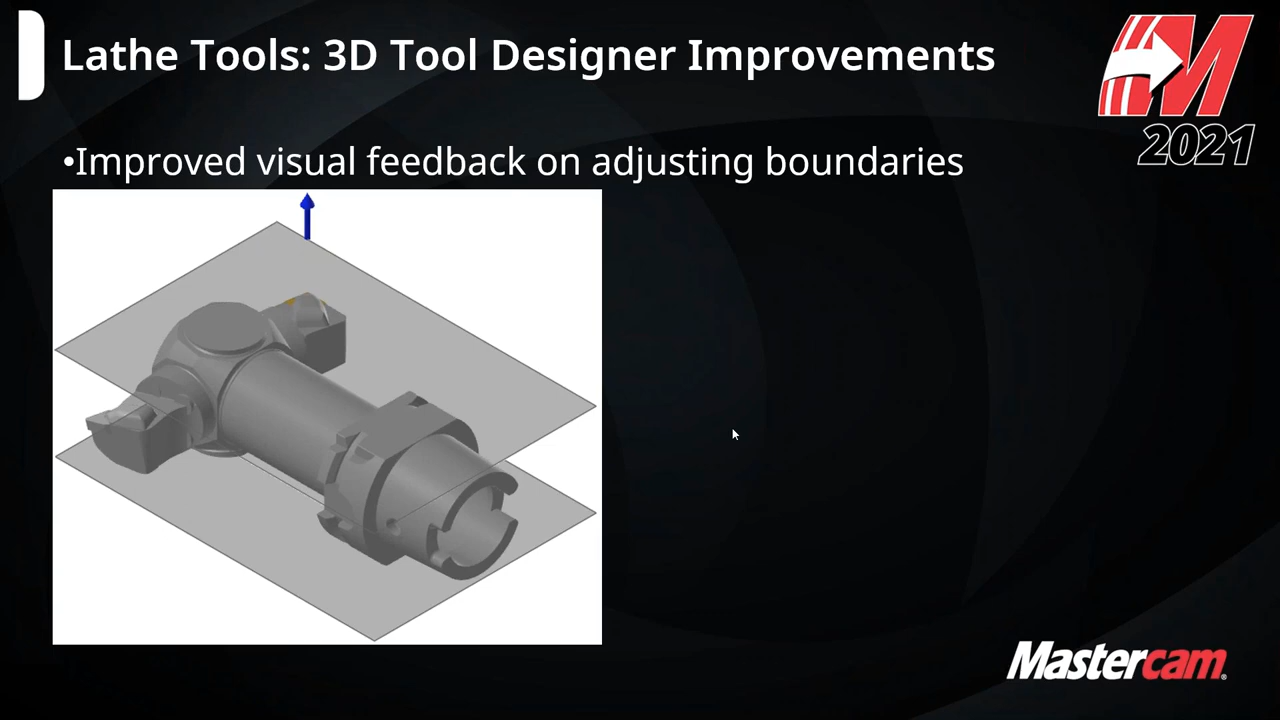 Lathe Tools: 3D Tool Designer Improvements
M
2021
•Improved visual feedback on adjusting boundaries
Mastercam®